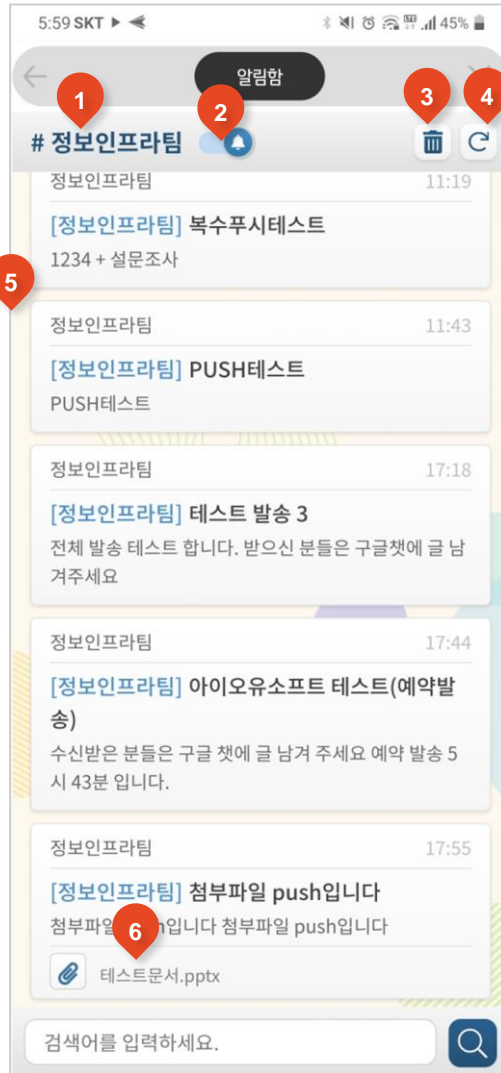 5:59 SKT 45%
알림함
1 2 3 4
# 정보인프라팀
정보인프라팀 11:19
[정보인프라팀] 복수푸시테스트
1234 + 설문조사
5
정보인프라팀 11:43
[정보인프라팀] PUSH테스트
PUSH테스트
정보인프라팀 17:18
[정보인프라팀] 테스트 발송 3
전체 발송 테스트 합니다. 받으신 분들은 구글챗에 글 남
겨주세요
정보인프라팀 17:44
[정보인프라팀] 아이오유소프트 테스트(예약발
송)
수신받은 분들은 구글 챗에 글 남겨 주세요 예약 발송 5
시 43분 입니다.
정보인프라팀 17:55
[정보인프라팀] 첨부파일 push입니다
첨부파일 입니다 첨부파일 push입니다
6
테스트문서.pptx
검색어를 입력하세요.